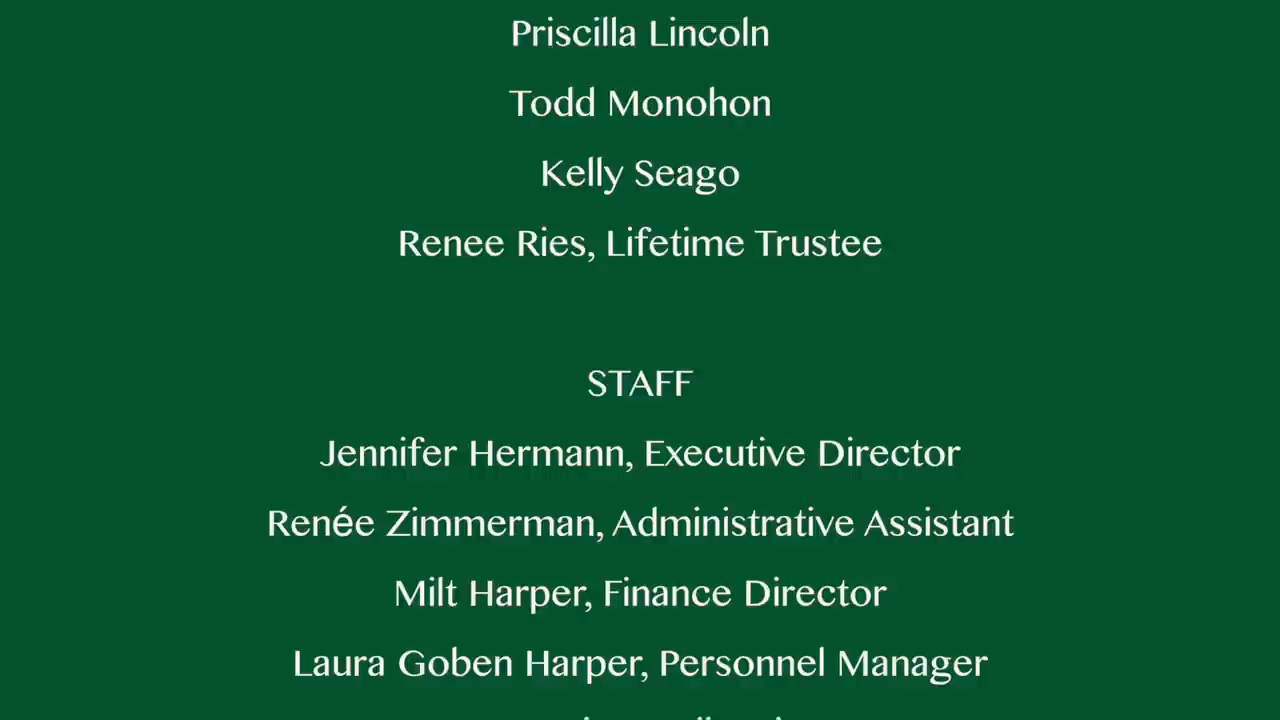 Priscilla Lincoln
Todd Monohon
Kelly Seago
Renee Ries, Lifetime Trustee
STAFF
Jennifer Hermann, Executive Director
Renée Zimmerman, Administrative Assistant
Milt Harper, Finance Director
Laura Goben Harper, Personnel Manager